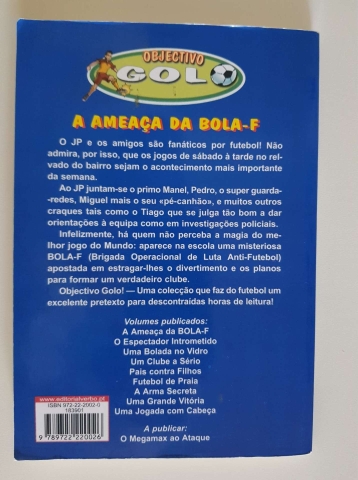 OBJECTIVO
GOLO
A AMEAÇA DA BOLA-F
O JP e os amigos são fanáticos por futebol! Não
admira, por isso, que os jogos de sábado à tarde no rel-
vado do bairro sejam o acontecimento mais importante
da semana.
Ao JP juntam-se o primo Manel, Pedro, o super guarda-
-redes, Miguel mais o seu «pé-canhão», e muitos outros
craques tais como o Tiago que se julga tão bom a dar
orientações à equipa como em investigações policiais.
Infelizmente, há quem não perceba a magia do me-
lhor jogo do Mundo: aparece na escola uma misteriosa
BOLA-F (Brigada Operacional de Luta Anti-Futebol)
apostada em estragar-lhes o divertimento e os planos
para formar um verdadeiro clube.
Objectivo Golo! — Uma colecção que faz do futebol um
excelente pretexto para descontraídas horas de leitura!
Volumes publicados:
A Ameaça da BOLA-F
O Espectador Intrometido
Uma Bolada no Vidro
Um Clube a Sério
Pais contra Filhos
Futebol de Praia
A Arma Secreta
Uma Grande Vitória
Uma Jogada com Cabeça
A publicar:
O Megamax ao Ataque
www.editorialverbo.pt
ISBN 972-22-2002-0
183901
9 789722 220026